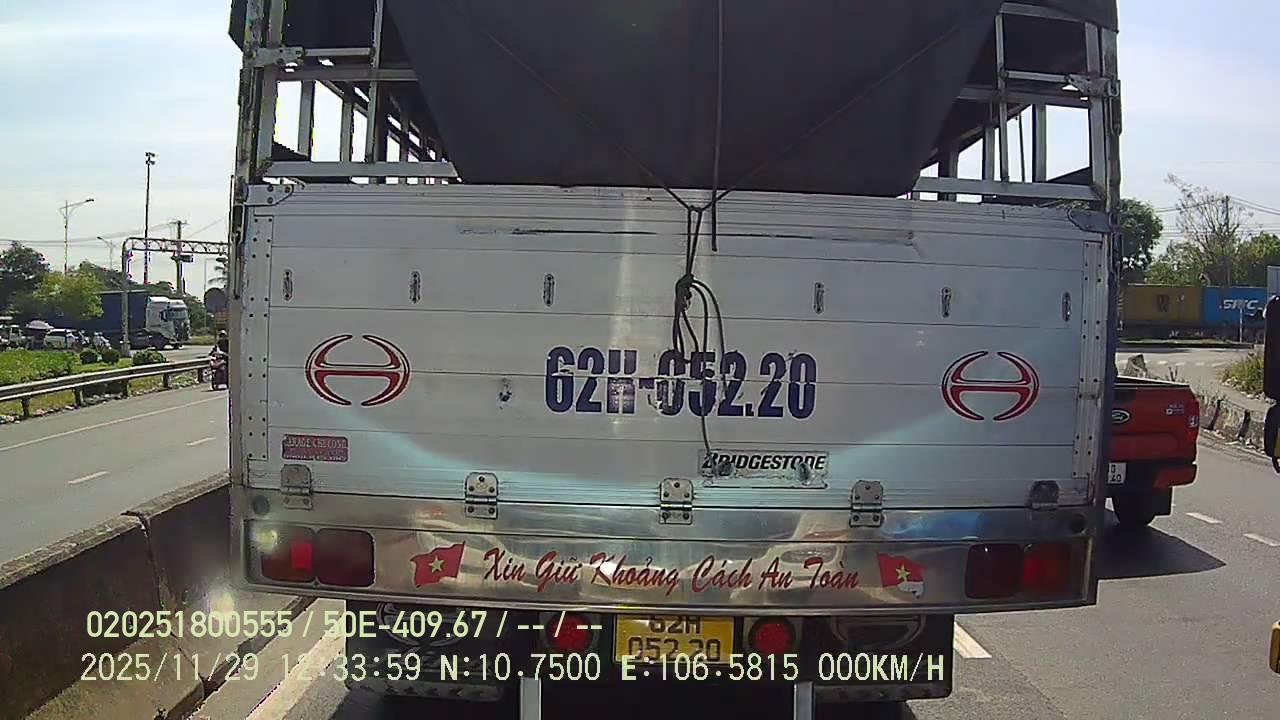 62H-052.20
BRIDGESTONE
Xin Giữ Khoảng Cách An Toàn
62H
052.20
020251800555 / 50E-409.67 / -- / --
2025/11/29 12:33:59 N:10.7500 E:106.5815 000KM/H